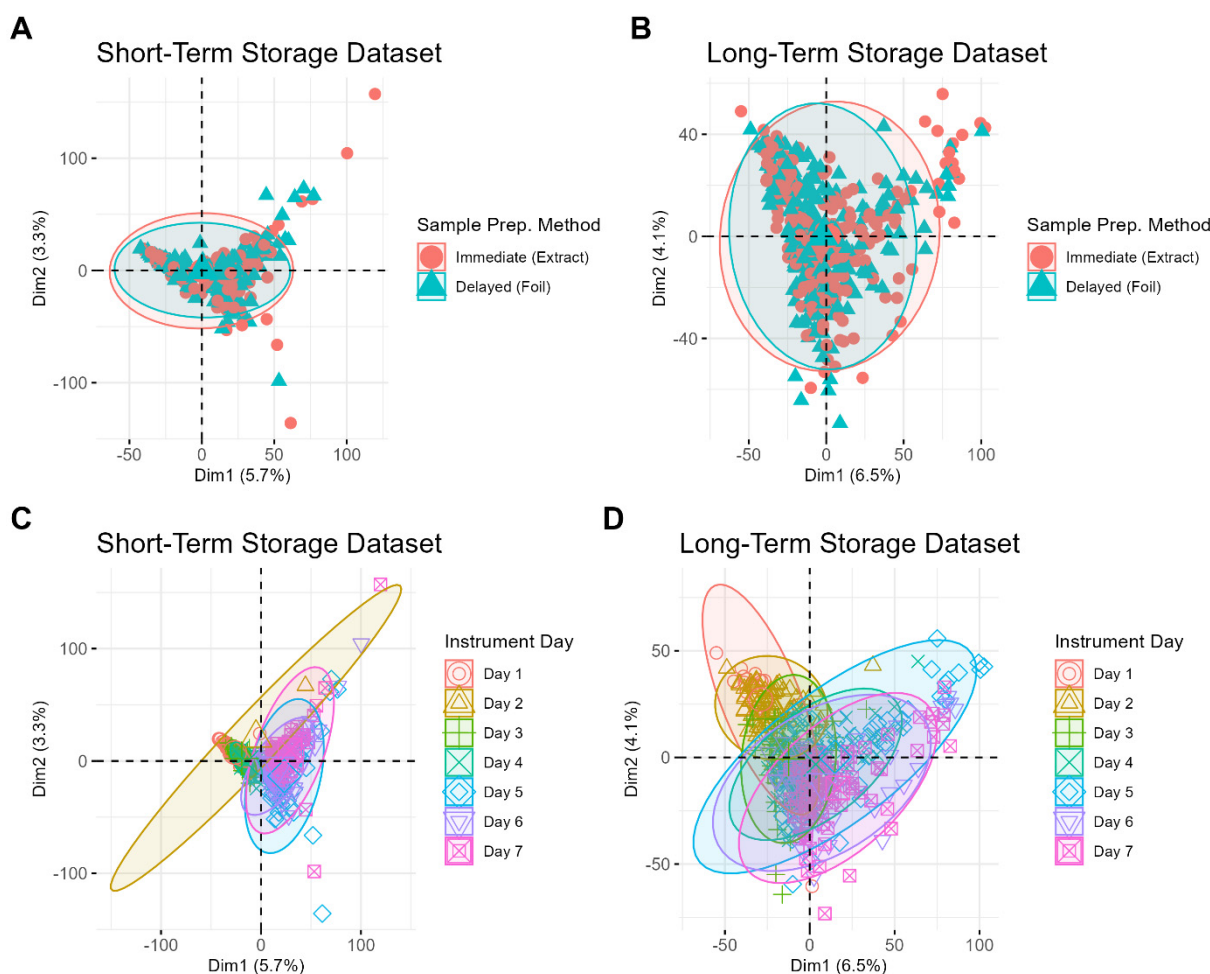 A
Short-Term Storage Dataset
100
0
-100
-50
0
50
100
Dim2 (3.3%)
Dim1 (5.7%)
Sample Prep. Method
Immediate (Extract)
Delayed (Foil)
B
Long-Term Storage Dataset
40
0
-40
-50
0
50
100
Dim2 (4.1%)
Dim1 (6.5%)
Sample Prep. Method
Immediate (Extract)
Delayed (Foil)
C
Short-Term Storage Dataset
100
0
-100
-100
0
100
Dim2 (3.33%)
Dim1 (5.7%)
Instrument Day
Day 1
Day 2
Day 3
Day 4
Day 5
Day 6
Day 7
D
Long-Term Storage Dataset
50
0
-50
-50
0
50
100
Dim2 (4.1%)
Dim1 (6.5%)
Instrument Day
Day 1
Day 2
Day 3
Day 4
Day 5
Day 6
Day 7